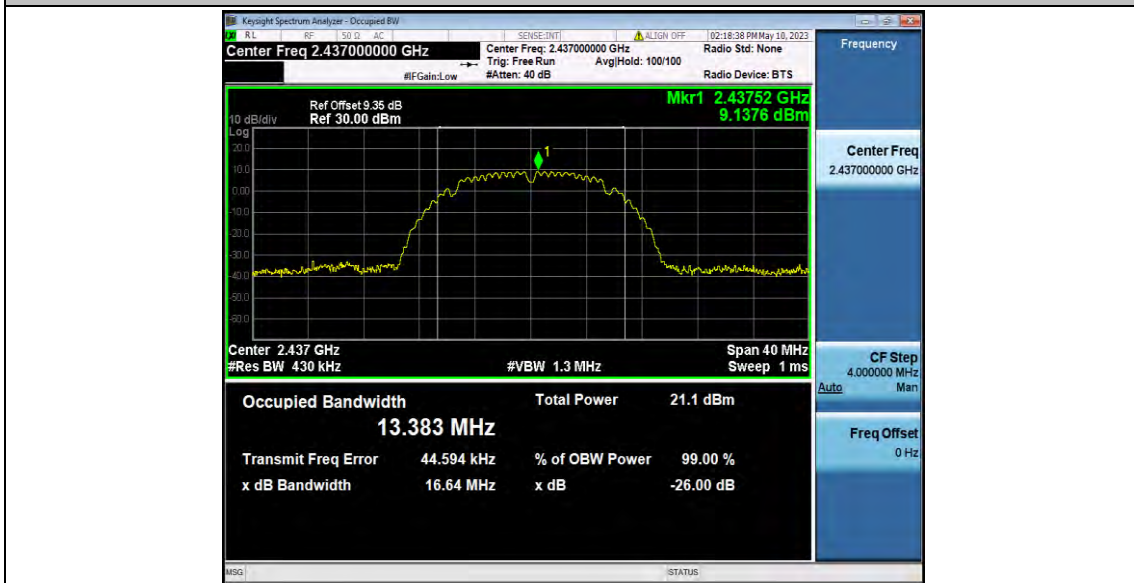 Keysight Spectrum Analyzer - Occupied BW
RL RF 50 Ω AC SENSE:INT ALIGN OFF 02:18:38 PM May 10, 2023
Center Freq 2.437000000 GHz Center Freq: 2.437000000 GHz Radio Std: None
Trig: Free Run Avg|Hold: 100/100
#IFGain:Low #Atten: 40 dB Radio Device: BTS
Frequency
Mkr1 2.43752 GHz
Ref Offset 9.35 dB
10 dB/div Ref 30.00 dBm 9.1376 dBm
Log
20.0
10.0
0.00
-10.0
-20.0
-30.0
-40.0
-50.0
-60.0
1
Center Freq
2.437000000 GHz
Center 2.437 GHz Span 40 MHz
#Res BW 430 kHz #VBW 1.3 MHz Sweep 1 ms
CF Step
4.000000 MHz
Auto Man
Occupied Bandwidth Total Power 21.1 dBm
13.383 MHz
Freq Offset
0 Hz
Transmit Freq Error 44.594 kHz % of OBW Power 99.00 %
x dB Bandwidth 16.64 MHz x dB -26.00 dB
MSG STATUS